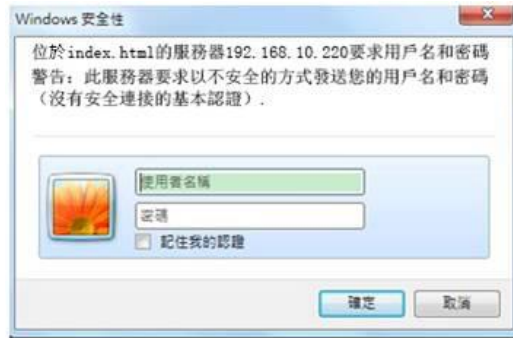 Windows 安全性
位於index.html的服務器192.168.10.220要求用戶名和密碼
警告：此服務器要求以不安全的方式發送您的用戶名和密碼
（沒有安全連接的基本認證）.
使用者名稱
密碼
記住我的認證
確定
取消